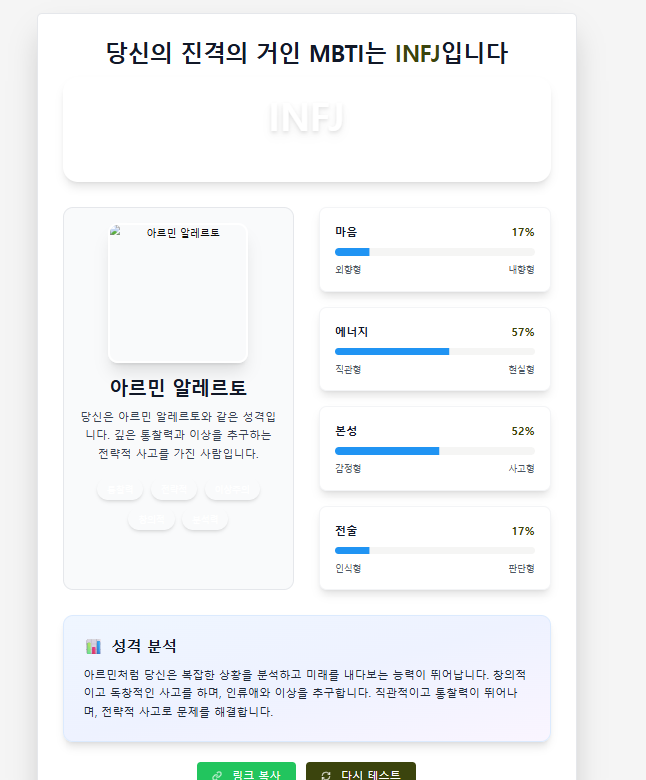 당신의 진격의 거인 MBTI는 INFJ입니다
INFJ
아르민 알레르토
아르민 알레르토
당신은 아르민 알레르토와 같은 성격입
니다. 깊은 통찰력과 이상을 추구하는
전략적 사고를 가진 사람입니다.
마음 17%
외향형 내향형
에너지 57%
직관형 현실형
본성 52%
감정형 사고형
전술 17%
인식형 판단형
📊 성격 분석
아르민처럼 당신은 복잡한 상황을 분석하고 미래를 내다보는 능력이 뛰어납니다. 창의적
이고 독창적인 사고를 하며, 인류애와 이상을 추구합니다. 직관적이고 통찰력이 뛰어나
며, 전략적 사고로 문제를 해결합니다.
링크 복사 다시 테스트